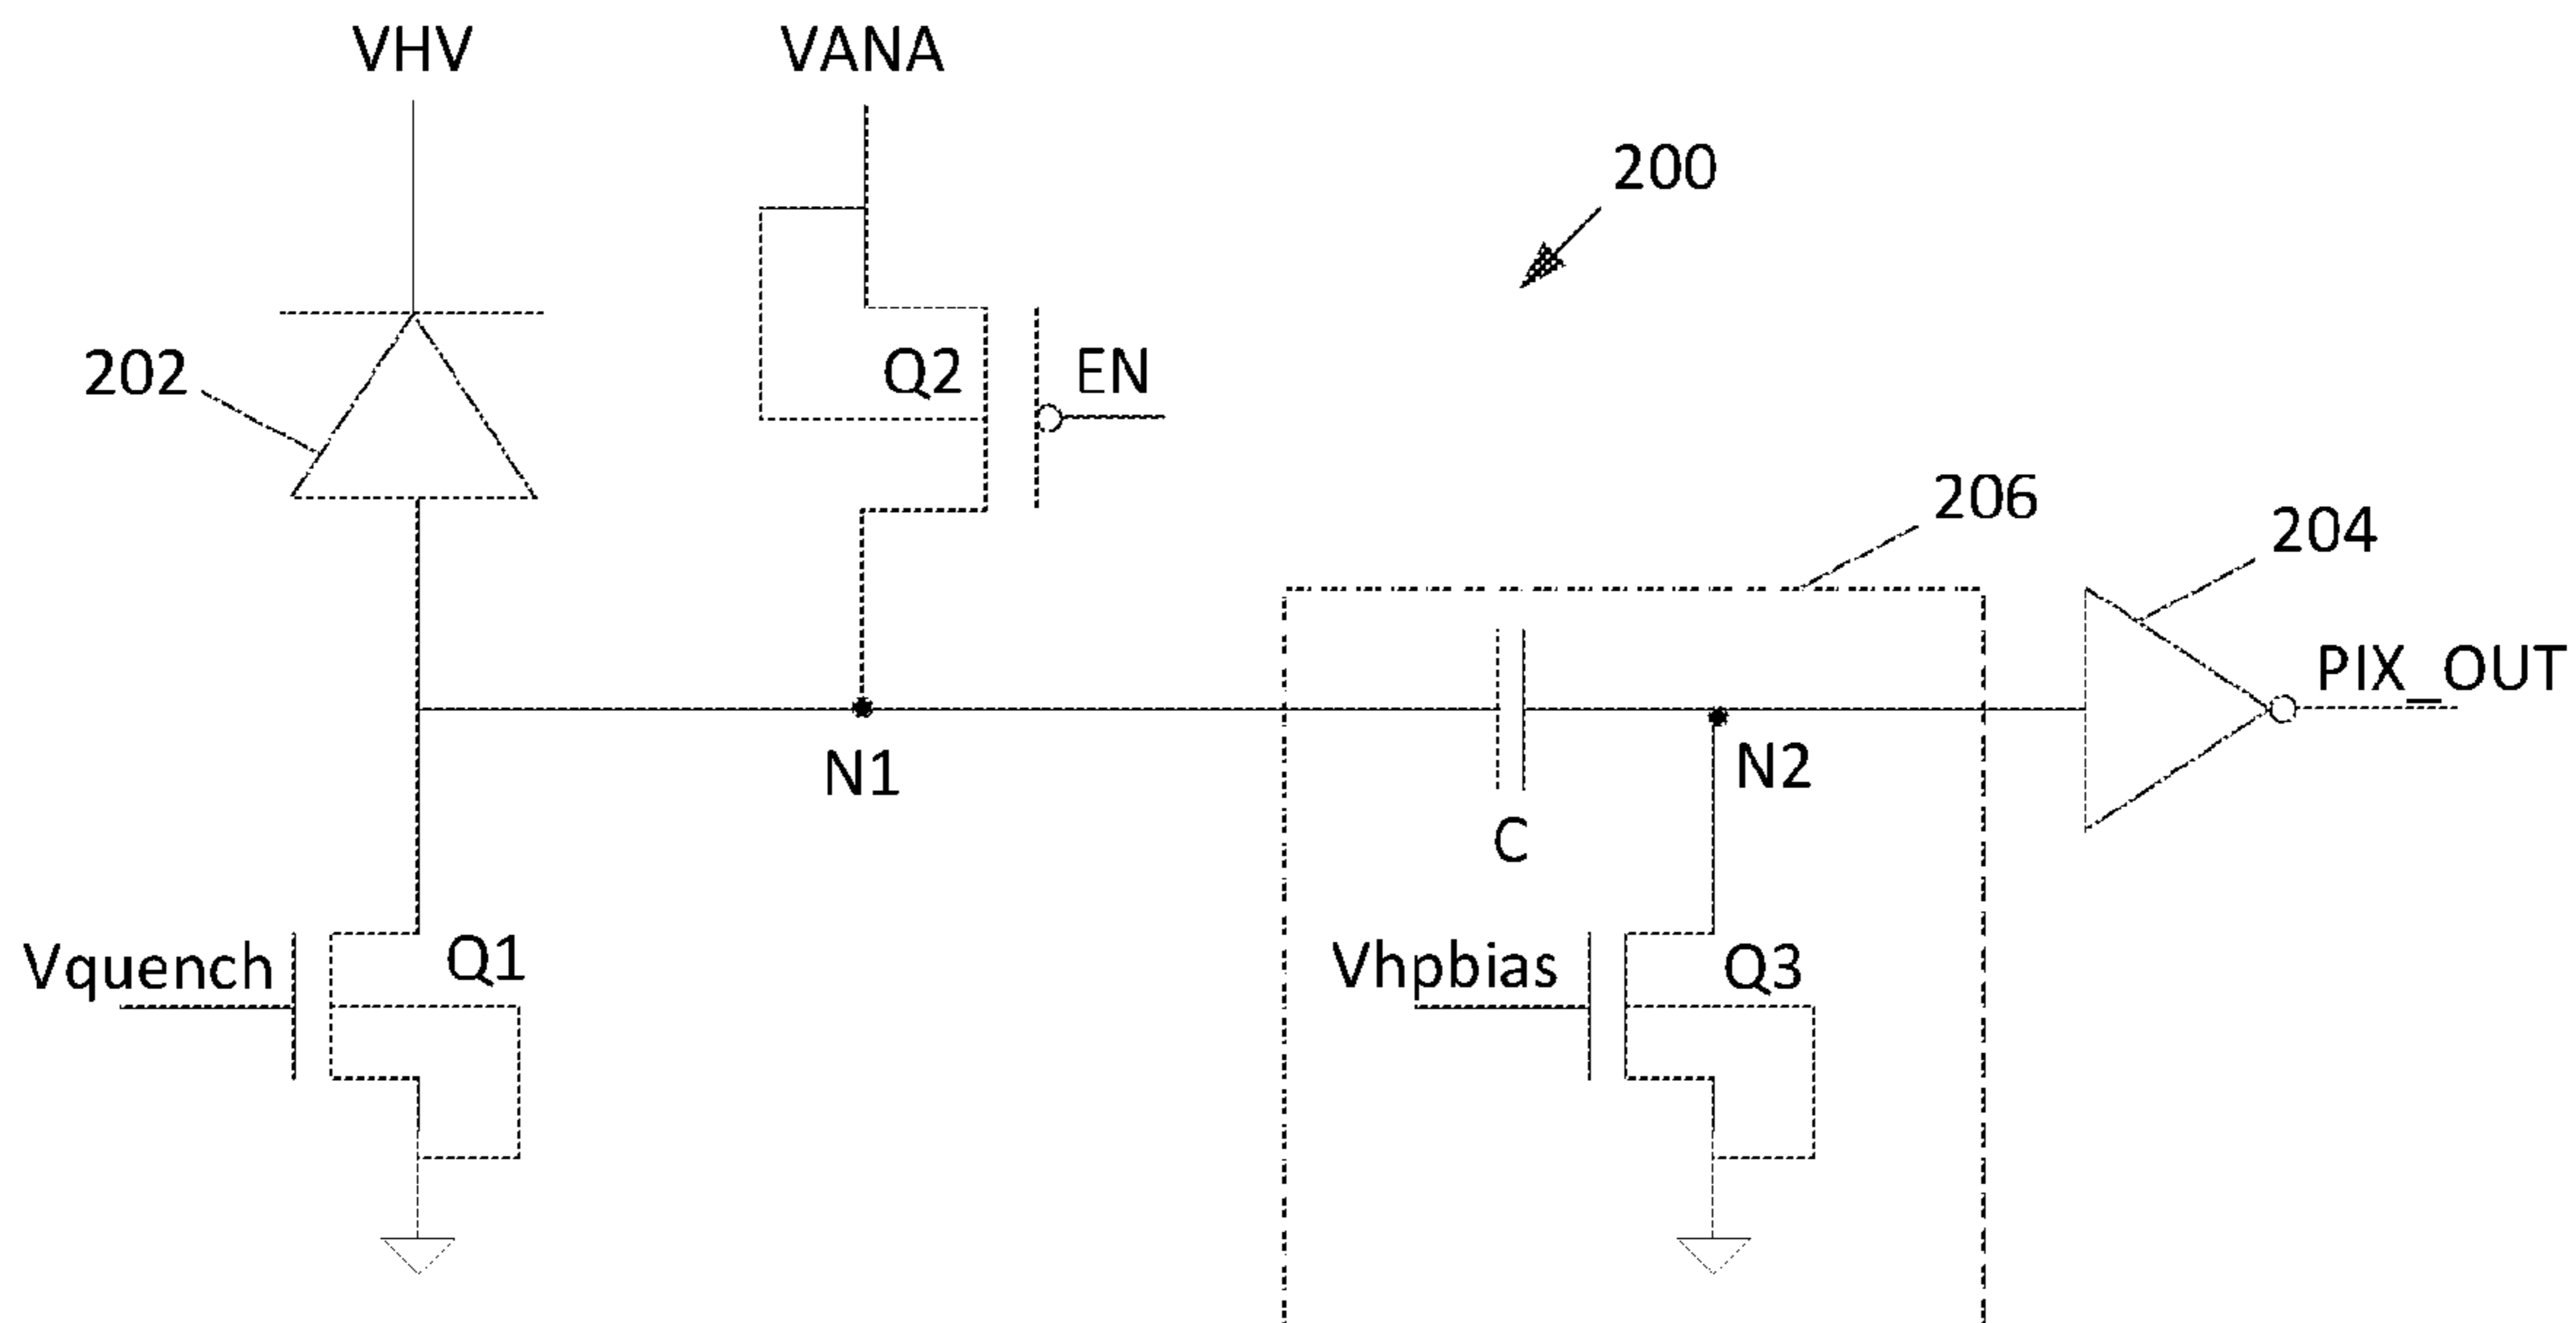 VHV
VANA
200
202
Q2
EN
206
204
PIX_OUT
N1
N2
C
Vquench
Q1
Vhpbias
Q3